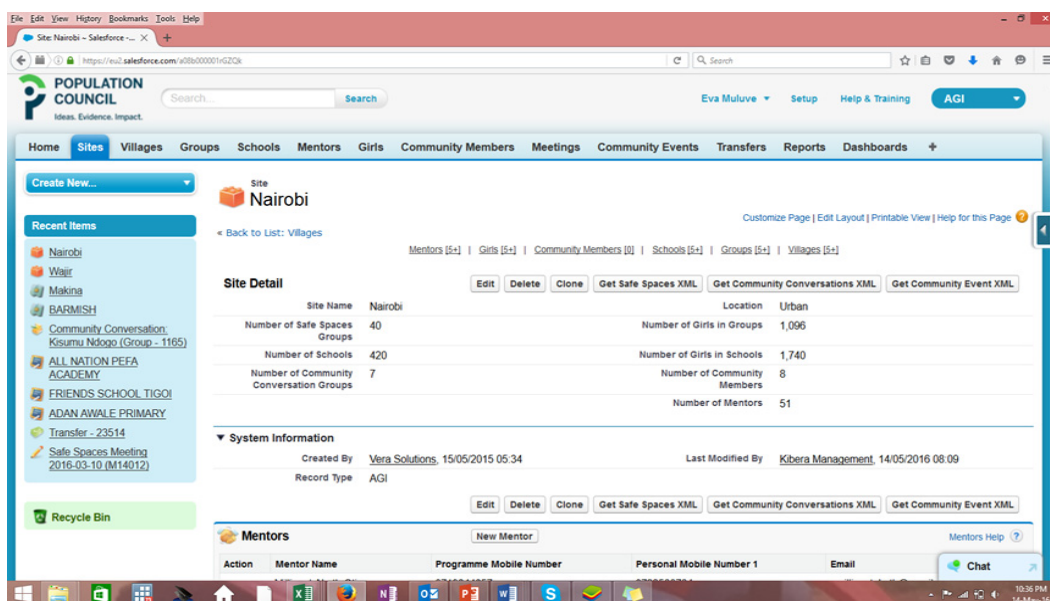 File Edit View History Bookmarks Tools Help
Site: Nairobi ~ Salesforce -...
https://eu2.salesforce.com/a08b000001rGZQk
Search
POPULATION
COUNCIL
Ideas. Evidence. Impact.
Search...
Search
Eva Muluve
Setup
Help & Training
AGI
Home Sites Villages Groups Schools Mentors Girls Community Members Meetings Community Events Transfers Reports Dashboards +
Create New...
Recent Items
Nairobi
Wajir
Makina
BARMISH
Community Conversation:
Kisumu Ndogo (Group - 1165)
ALL NATION PEFA
ACADEMY
FRIENDS SCHOOL TIGOI
ADAN AWALE PRIMARY
Transfer - 23514
Safe Spaces Meeting
2016-03-10 (M14012)
Recycle Bin
Site
Nairobi
Customize Page | Edit Layout | Printable View | Help for this Page
« Back to List: Villages
Mentors [5+] | Girls [5+] | Community Members [0] | Schools [5+] | Groups [5+] | Villages [5+]
Site Detail
Edit Delete Clone Get Safe Spaces XML Get Community Conversations XML Get Community Event XML
Site Name Nairobi
Location Urban
Number of Safe Spaces
Groups
40
Number of Girls in Groups 1,096
Number of Schools 420
Number of Girls in Schools 1,740
Number of Community
Conversation Groups
7
Number of Community
Members
8
Number of Mentors 51
System Information
Created By Vera Solutions, 15/05/2015 05:34
Last Modified By Kibera Management, 14/05/2016 08:09
Record Type AGI
Edit Delete Clone Get Safe Spaces XML Get Community Conversations XML Get Community Event XML
Mentors
New Mentor
Mentors Help
Action Mentor Name Programme Mobile Number Personal Mobile Number 1 Email
Chat
10:36 PM
14-May-16